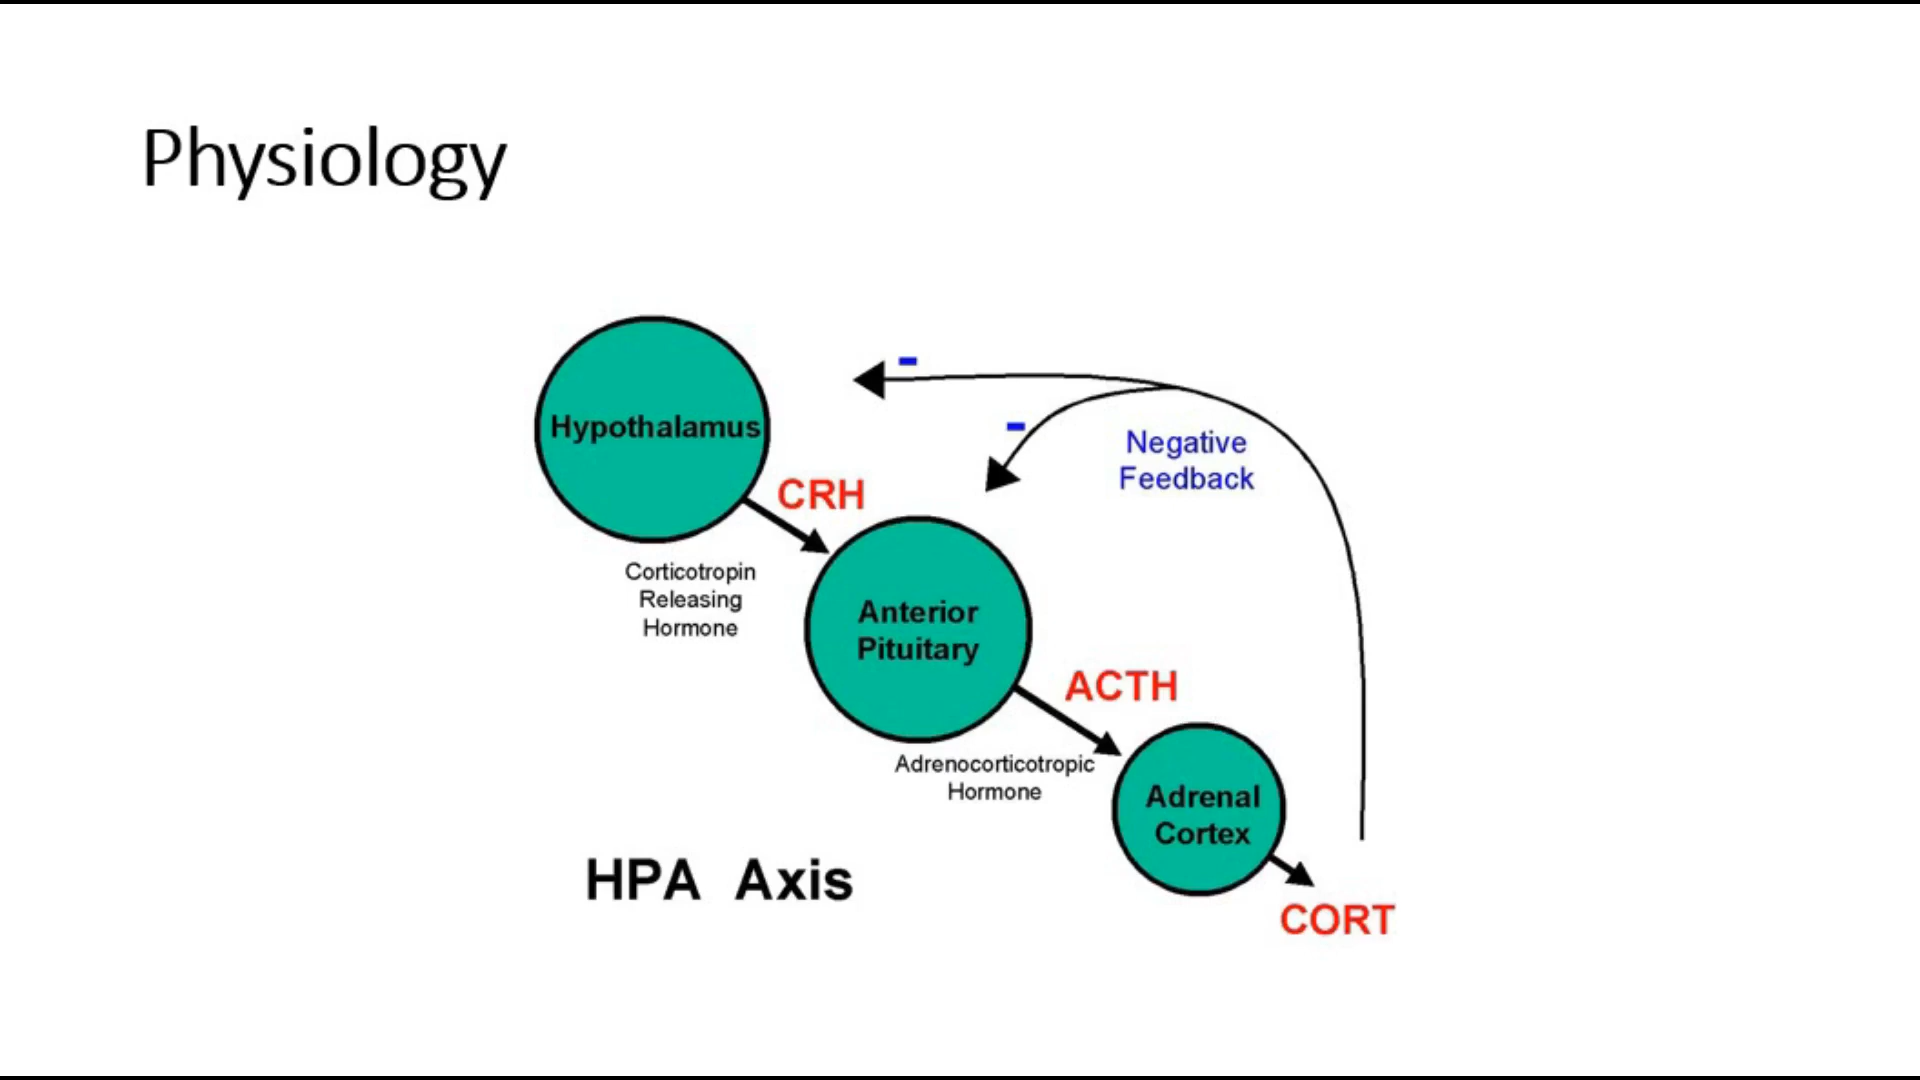 Physiology
Hypothalamus
-
-
Negative
Feedback
CRH
Corticotropin
Releasing
Hormone
Anterior
Pituitary
ACTH
Adrenocorticotropic
Hormone
Adrenal
Cortex
HPA Axis
CORT